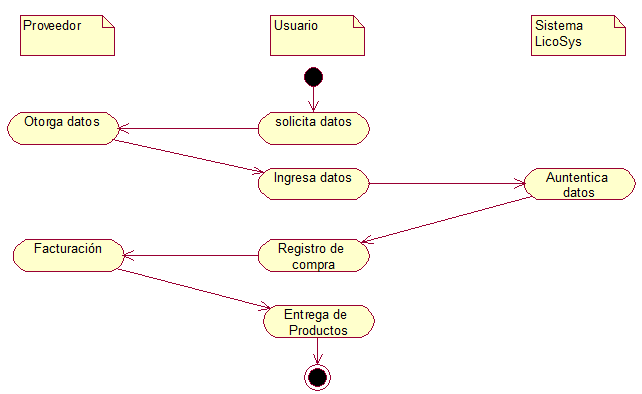 Proveedor
Usuario
Sistema
LicoSys
Otorga datos
solicita datos
Ingresa datos
Auntentica
datos
Facturación
Registro de
compra
Entrega de
Productos